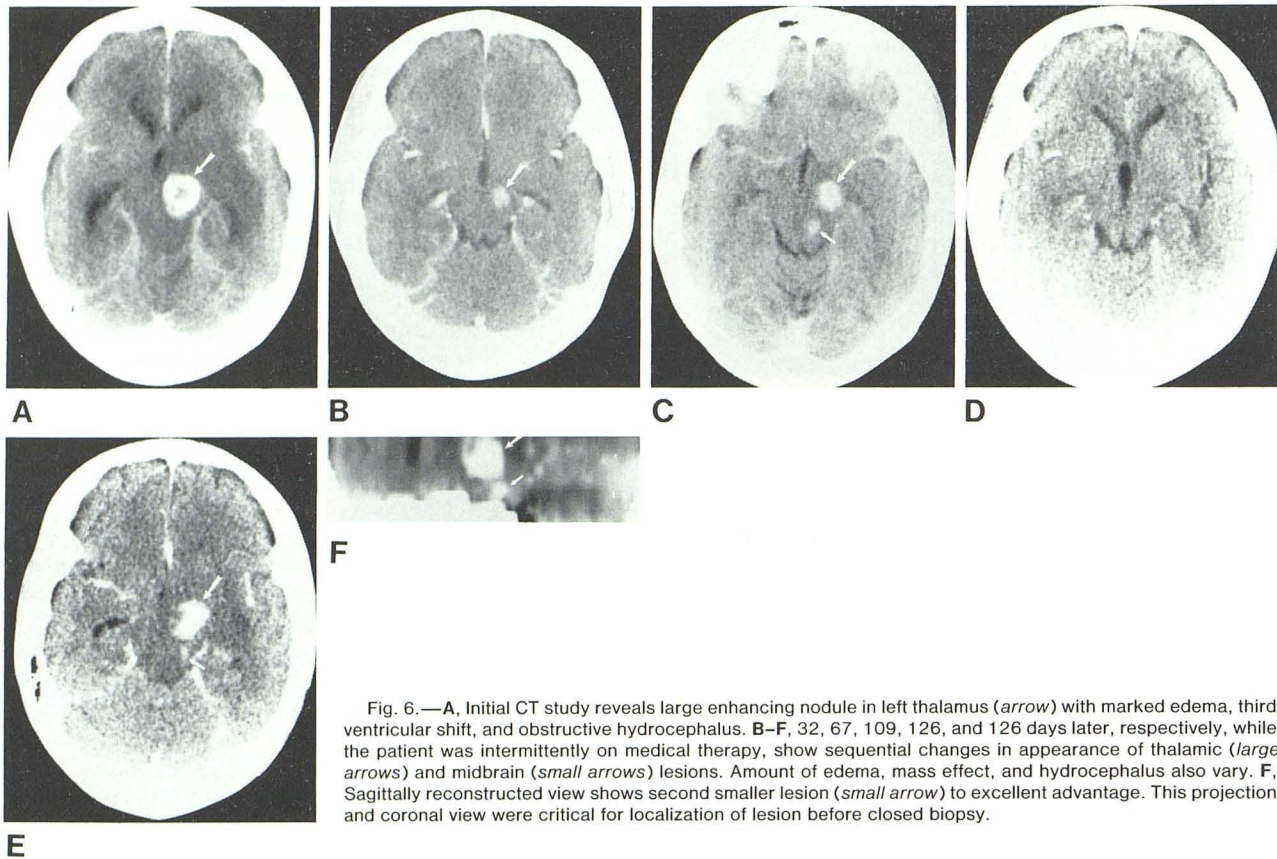 A
B
C
D
F
E
Fig. 6.—A, Initial CT study reveals large enhancing nodule in left thalamus (arrow) with marked edema, third
ventricular shift, and obstructive hydrocephalus. B–F, 32, 67, 109, 126, and 126 days later, respectively, while
the patient was intermittently on medical therapy, show sequential changes in appearance of thalamic (large
arrows) and midbrain (small arrows) lesions. Amount of edema, mass effect, and hydrocephalus also vary. F,
Sagittally reconstructed view shows second smaller lesion (small arrow) to excellent advantage. This projection
and coronal view were critical for localization of lesion before closed biopsy.